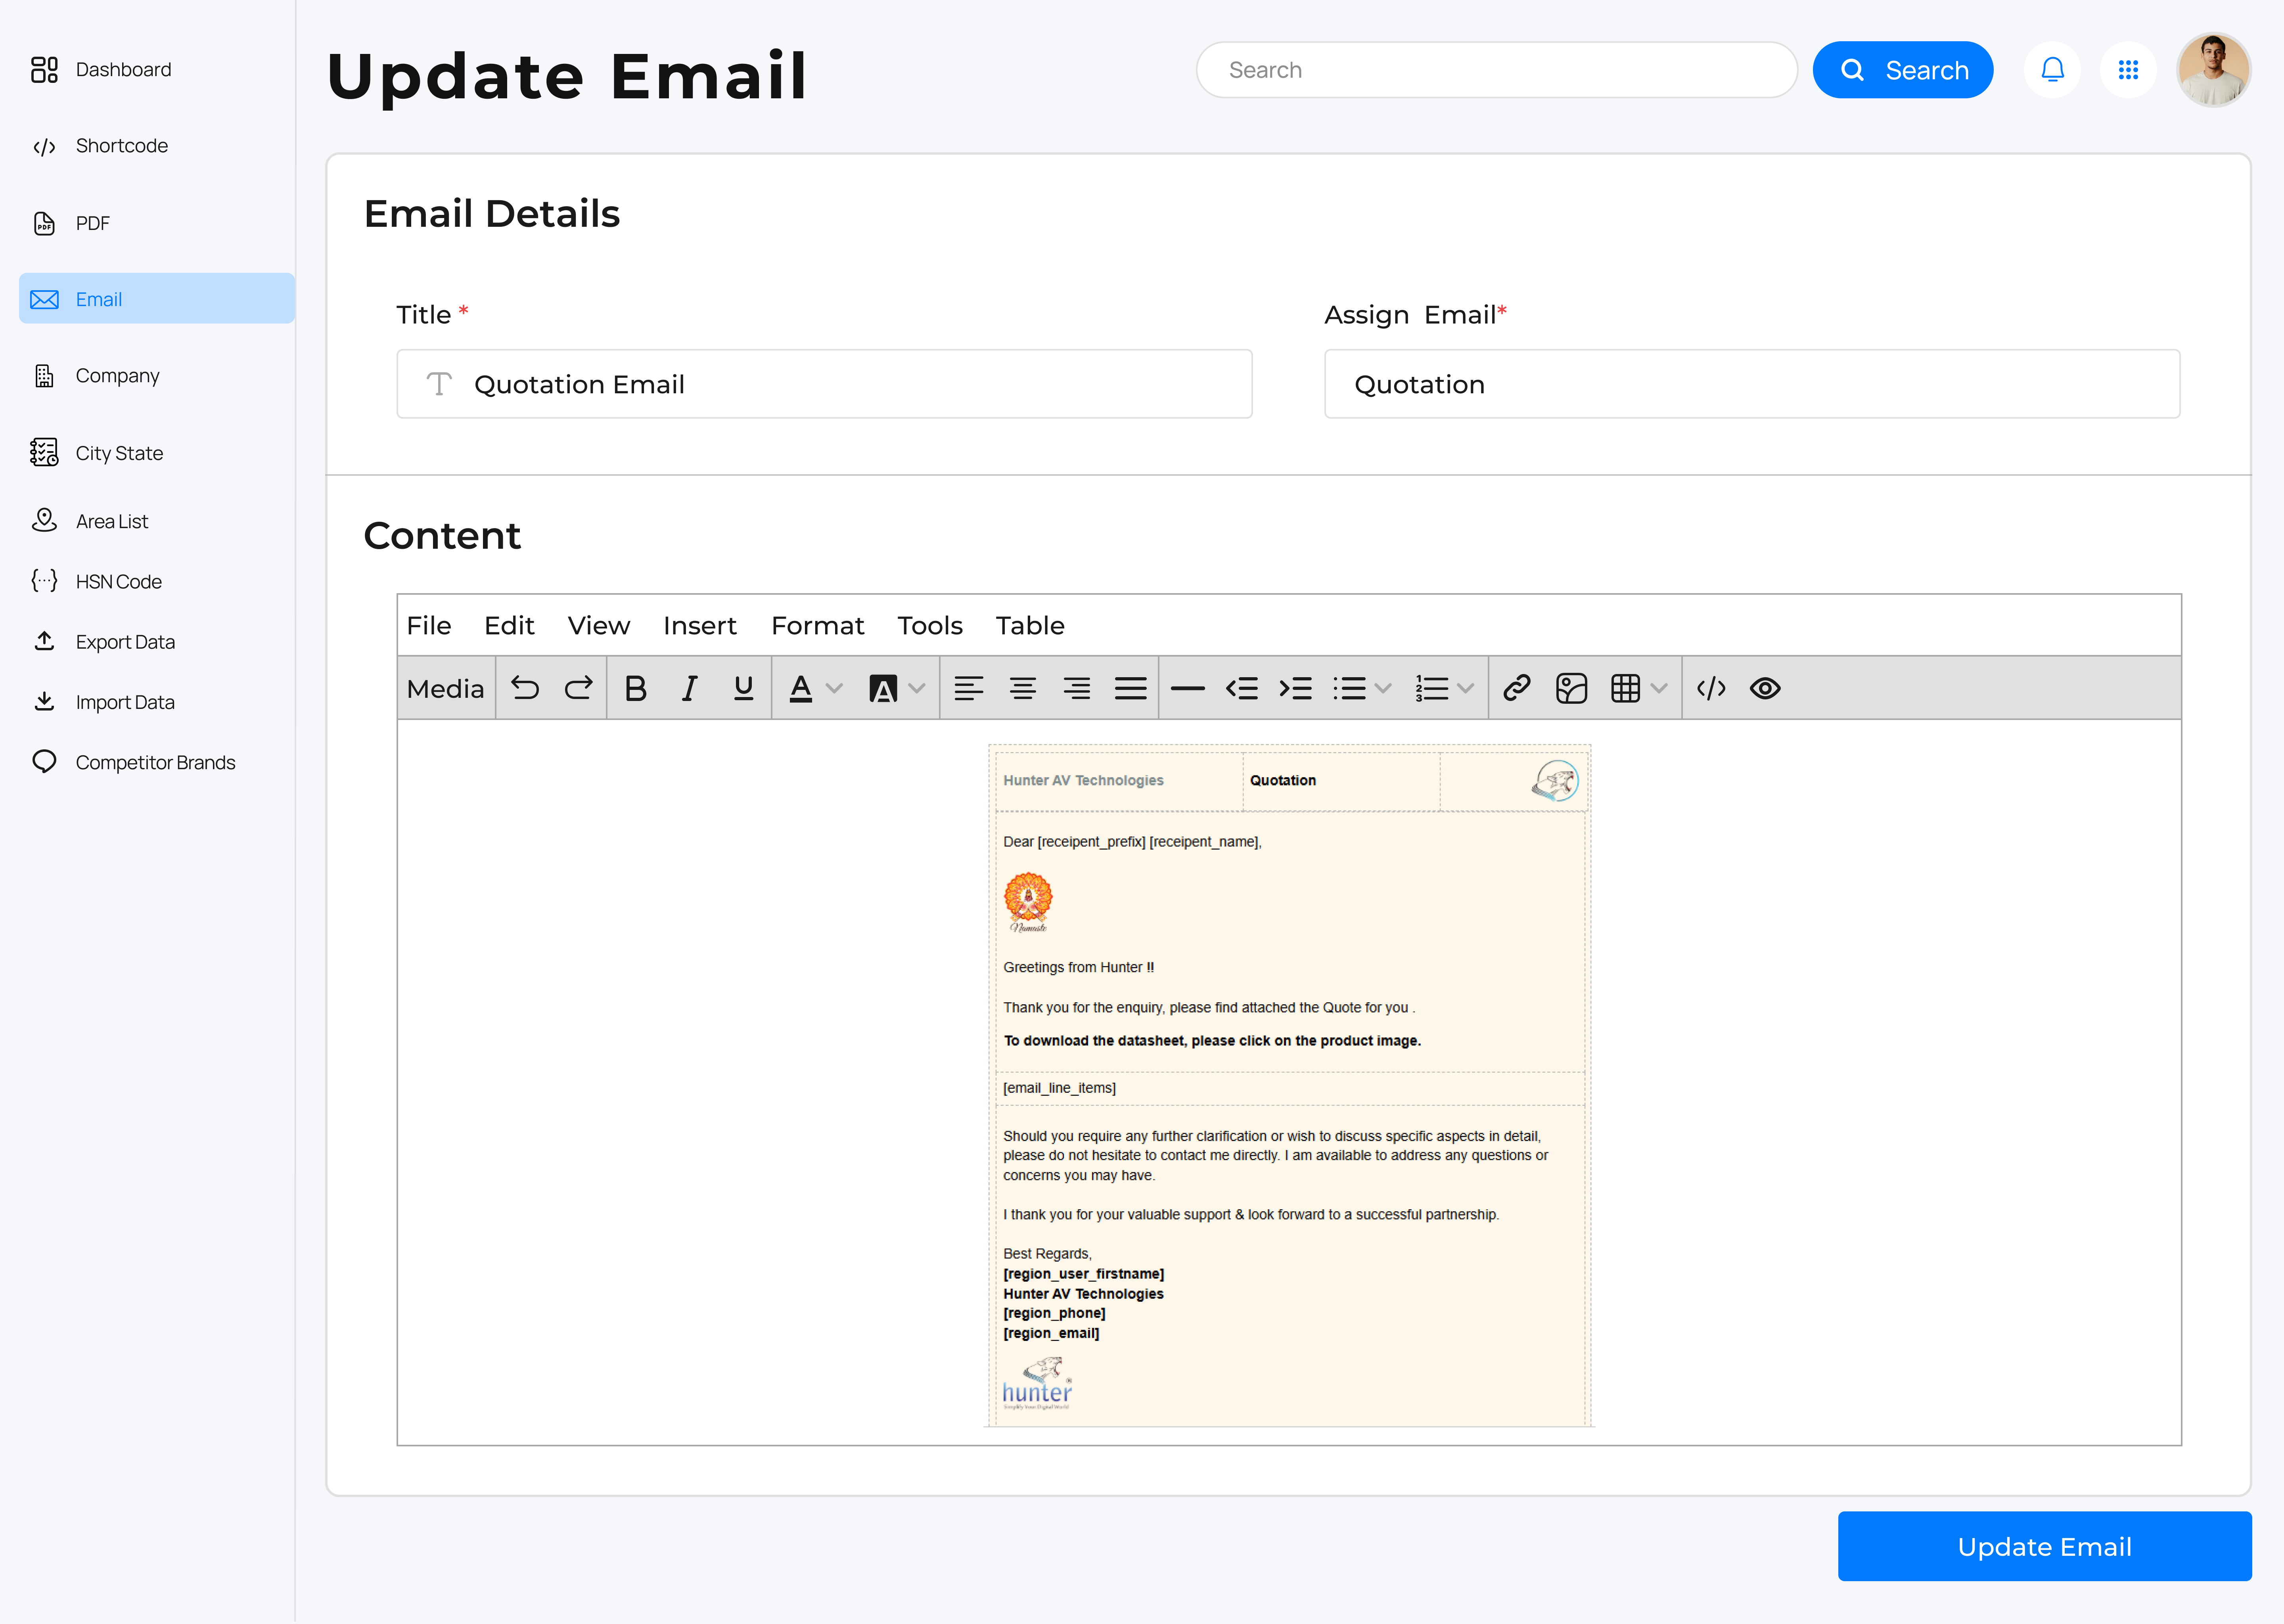 Dashboard
Shortcode
PDF
Email
Company
City State
Area List
HSN Code
Export Data
Import Data
Competitor Brands
Update Email
Search
Search
Email Details
Title *
Quotation Email
Assign Email*
Quotation
Content
File Edit View Insert Format Tools Table
Media
Hunter AV Technologies
Quotation
Dear [receipent_prefix] [receipent_name],
Namaste
Greetings from Hunter !!
Thank you for the enquiry, please find attached the Quote for you .
To download the datasheet, please click on the product image.
[email_line_items]
Should you require any further clarification or wish to discuss specific aspects in detail,
please do not hesitate to contact me directly. I am available to address any questions or
concerns you may have.
I thank you for your valuable support & look forward to a successful partnership.
Best Regards,
[region_user_firstname]
Hunter AV Technologies
[region_phone]
[region_email]
hunter
Simplify Your Digital World
Update Email